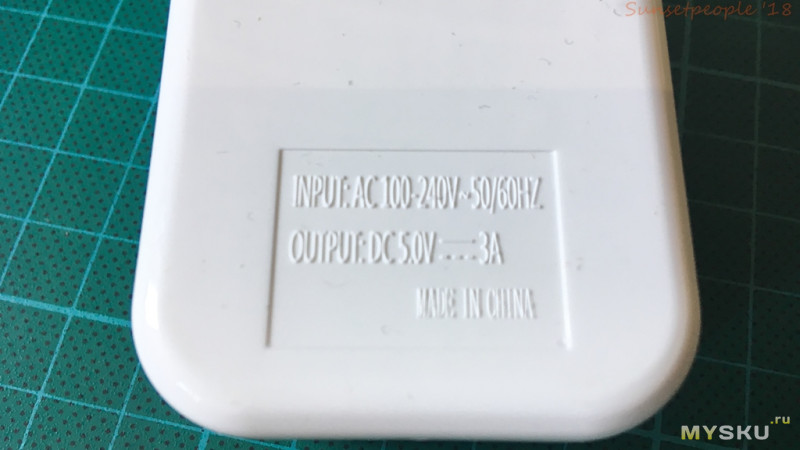 Sunsetpeople '18
INPUT: AC 100-240V~50/60HZ.
OUTPUT: DC 5.0V ⎓ 3A
MADE IN CHINA
MYSKU.ru